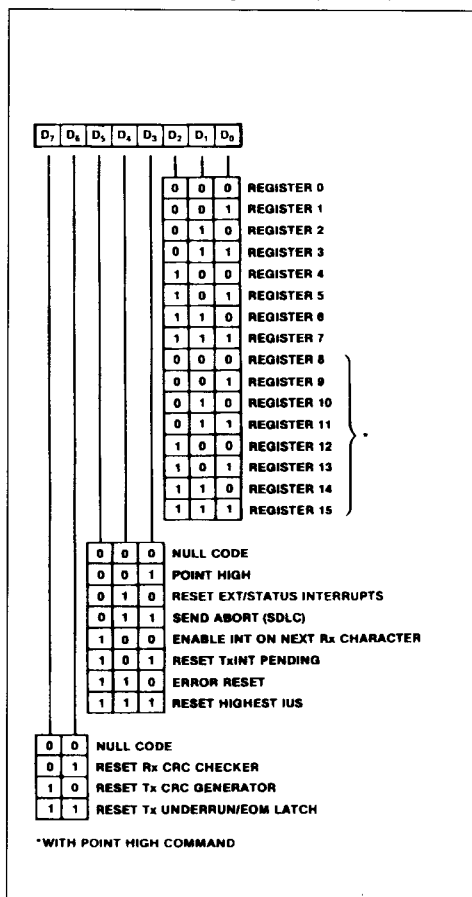 D7 D6 D5 D4 D3 D2 D1 D0
0 0 0 REGISTER 0
0 0 1 REGISTER 1
0 1 0 REGISTER 2
0 1 1 REGISTER 3
1 0 0 REGISTER 4
1 0 1 REGISTER 5
1 1 0 REGISTER 6
1 1 1 REGISTER 7
0 0 0 REGISTER 8
0 0 1 REGISTER 9
0 1 0 REGISTER 10
0 1 1 REGISTER 11
*
1 0 0 REGISTER 12
1 0 1 REGISTER 13
1 1 0 REGISTER 14
1 1 1 REGISTER 15
0 0 0 NULL CODE
0 0 1 POINT HIGH
0 1 0 RESET EXT/STATUS INTERRUPTS
0 1 1 SEND ABORT (SDLC)
1 0 0 ENABLE INT ON NEXT Rx CHARACTER
1 0 1 RESET TxINT PENDING
1 1 0 ERROR RESET
1 1 1 RESET HIGHEST IUS
0 0 NULL CODE
0 1 RESET Rx CRC CHECKER
1 0 RESET Tx CRC GENERATOR
1 1 RESET Tx UNDERRUN/EOM LATCH
*WITH POINT HIGH COMMAND